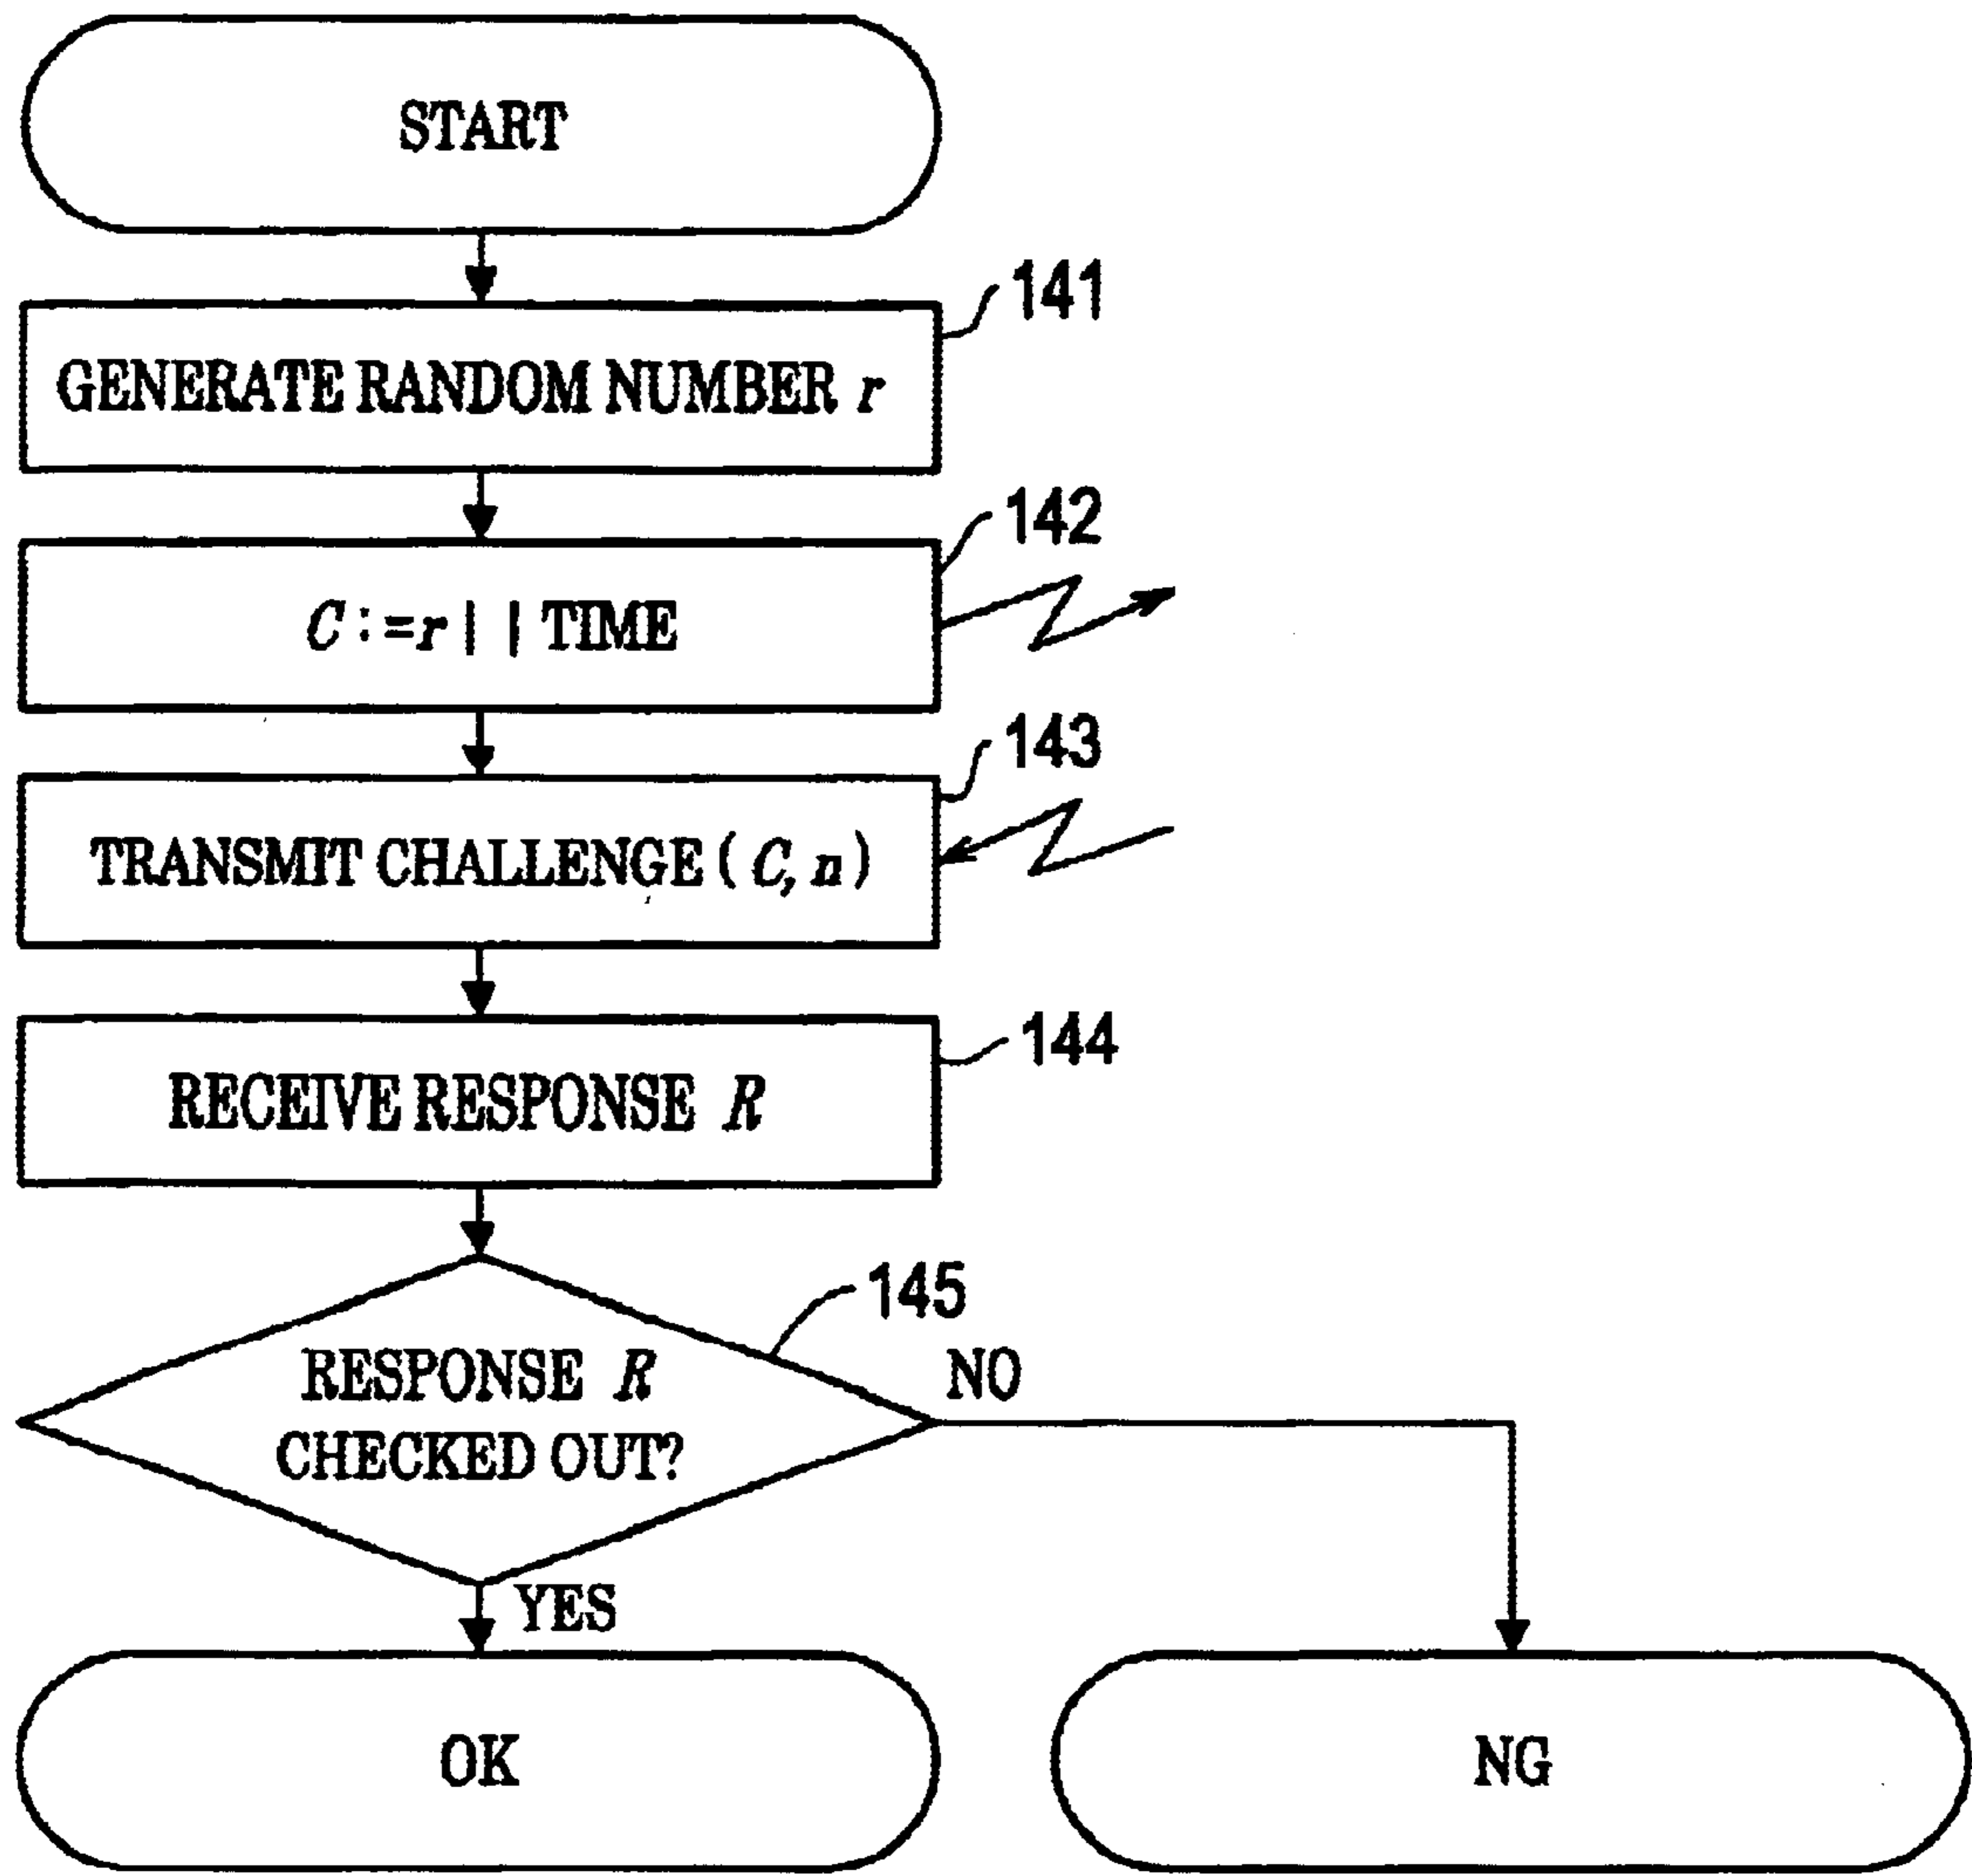 START
141
GENERATE RANDOM NUMBER r
142
C:=r||TIME
143
TRANSMIT CHALLENGE(C,n)
144
RECEIVE RESPONSE R
145
RESPONSE R
CHECKED OUT?
NO
YES
OK
NG